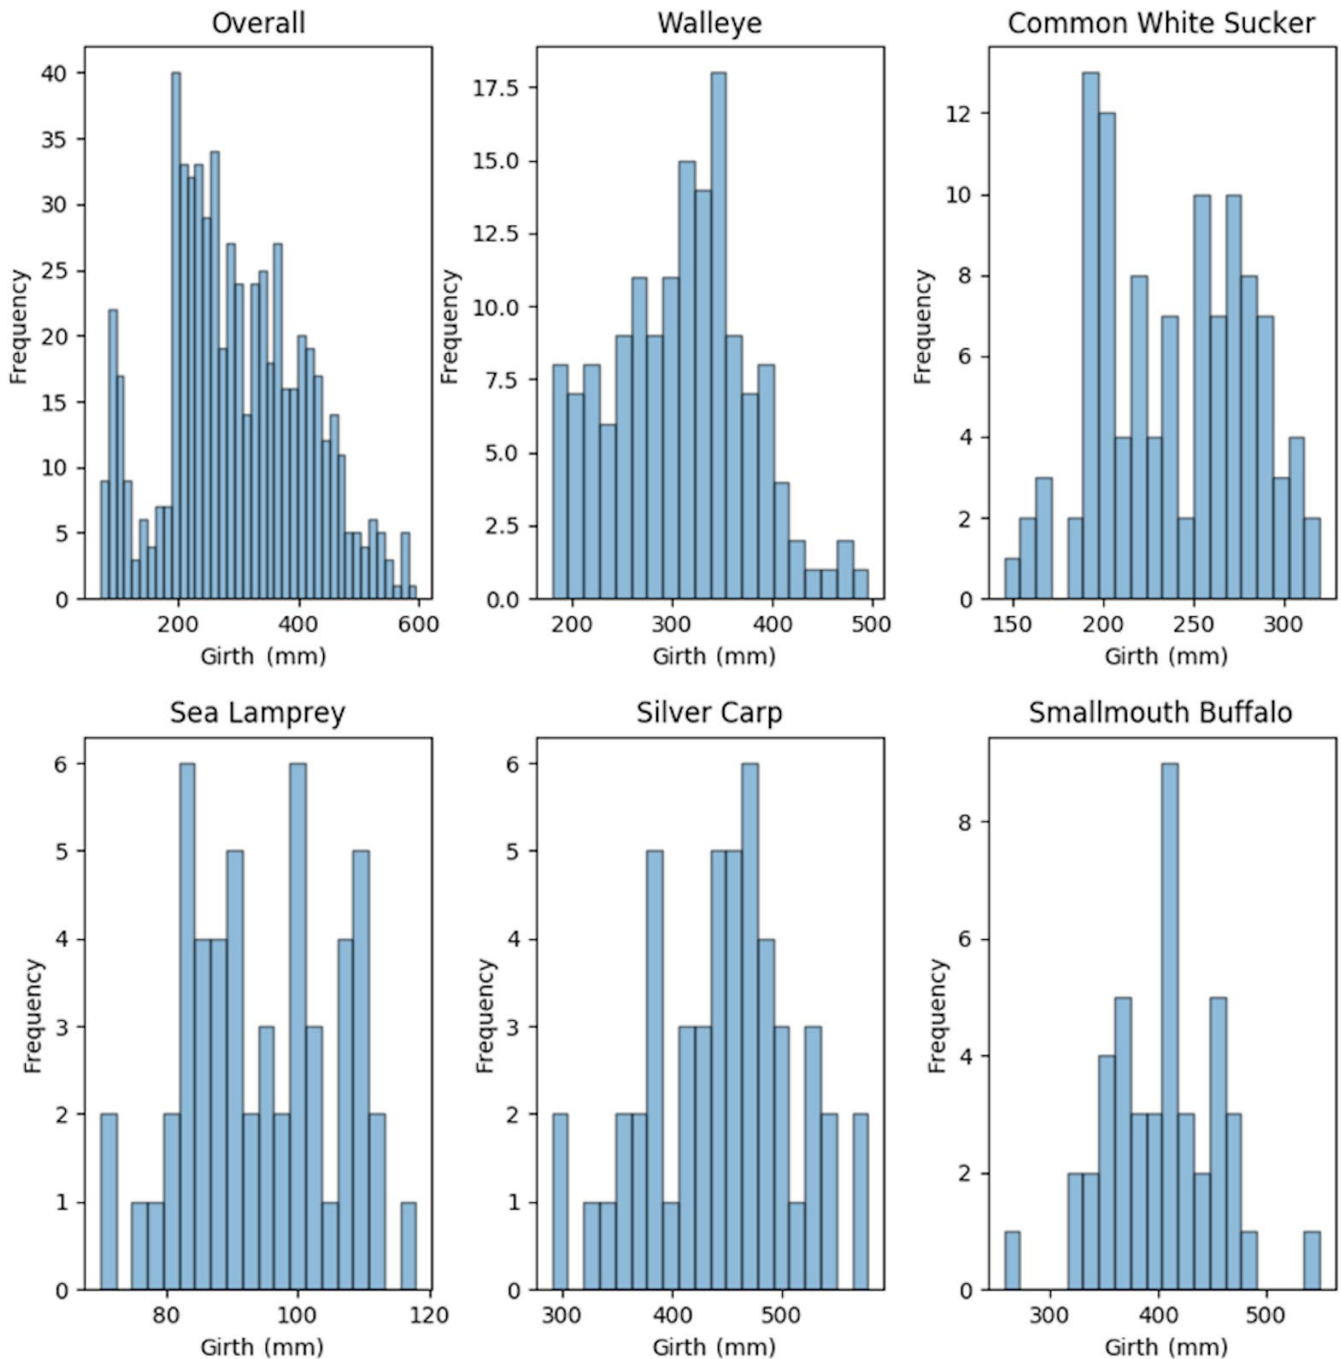 Overall
40
35
30
25
20
15
10
5
0
Frequency
200 400 600
Girth (mm)
Walleye
17.5
15.0
12.5
10.0
7.5
5.0
2.5
0.0
Frequency
200 300 400 500
Girth (mm)
Common White Sucker
12
10
8
6
4
2
0
Frequency
150 200 250 300
Girth (mm)
Sea Lamprey
6
5
4
3
2
1
0
Frequency
80 100 120
Girth (mm)
Silver Carp
6
5
4
3
2
1
0
Frequency
300 400 500
Girth (mm)
Smallmouth Buffalo
8
6
4
2
0
Frequency
300 400 500
Girth (mm)